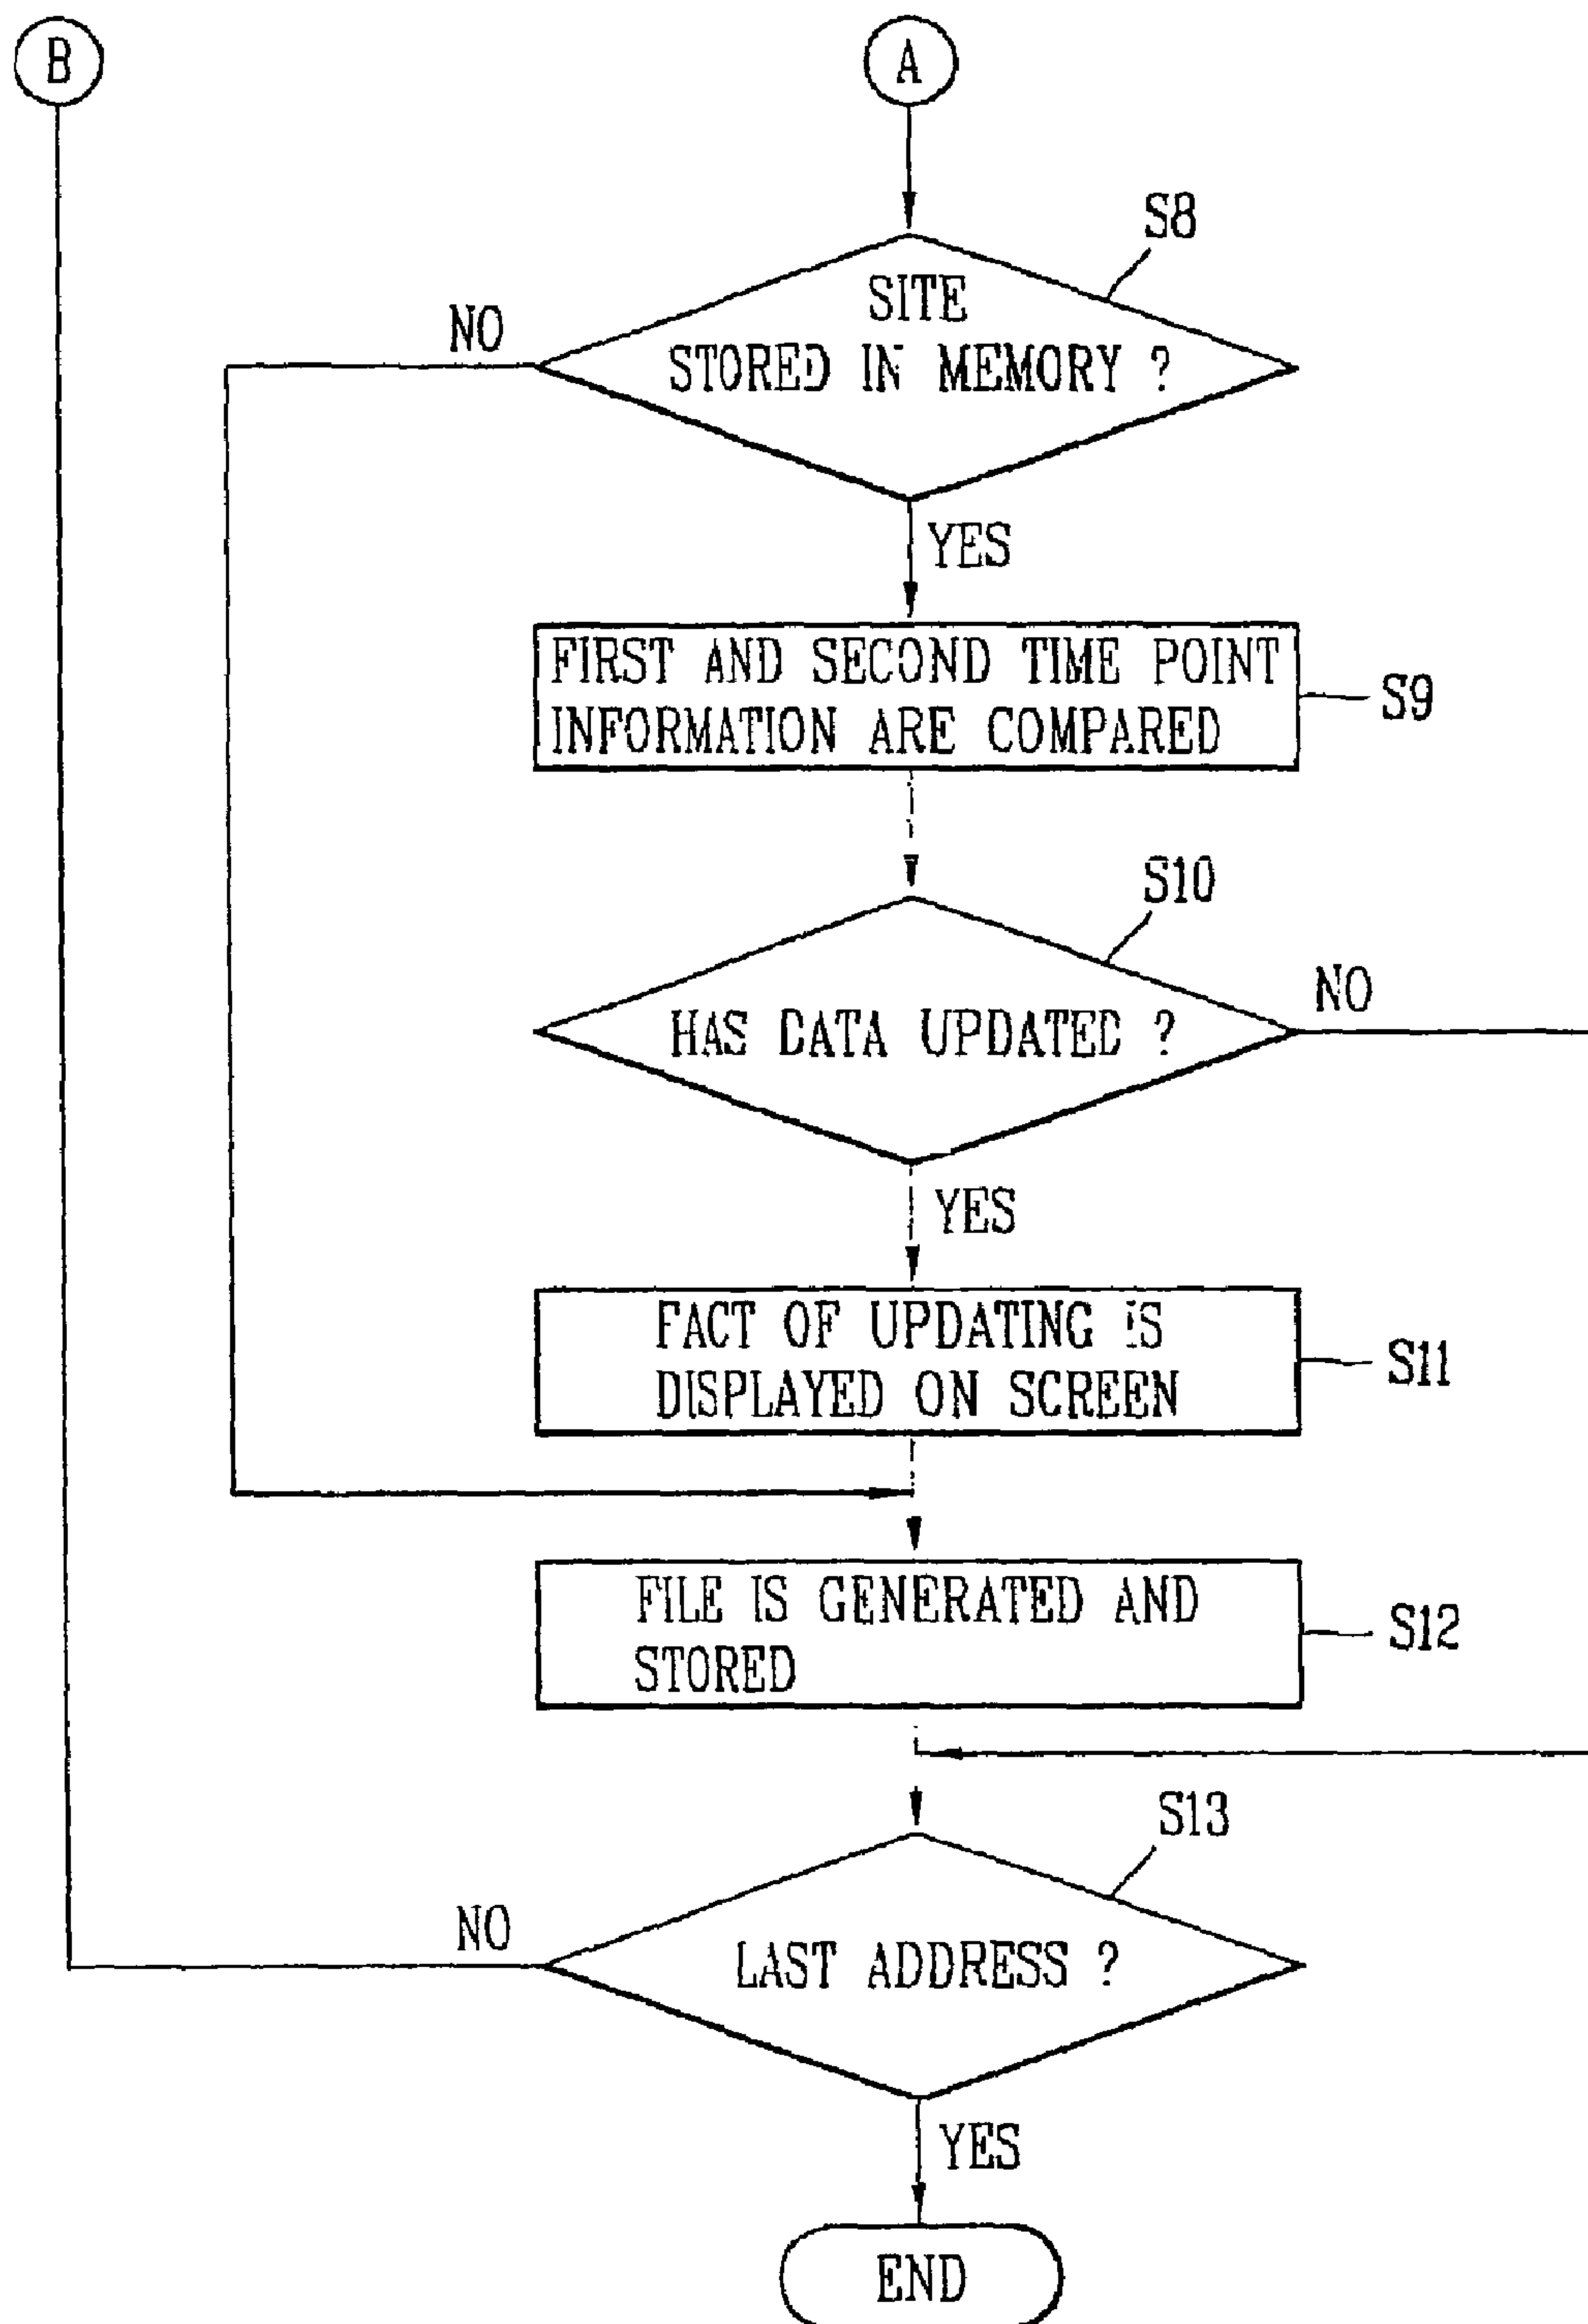 B
A
S8
SITE
STORED IN MEMORY ?
NO
YES
FIRST AND SECOND TIME POINT
INFORMATION ARE COMPARED
S9
S10
HAS DATA UPDATED ?
NO
YES
FACT OF UPDATING IS
DISPLAYED ON SCREEN
S11
FILE IS GENERATED AND
STORED
S12
S13
LAST ADDRESS ?
NO
YES
END